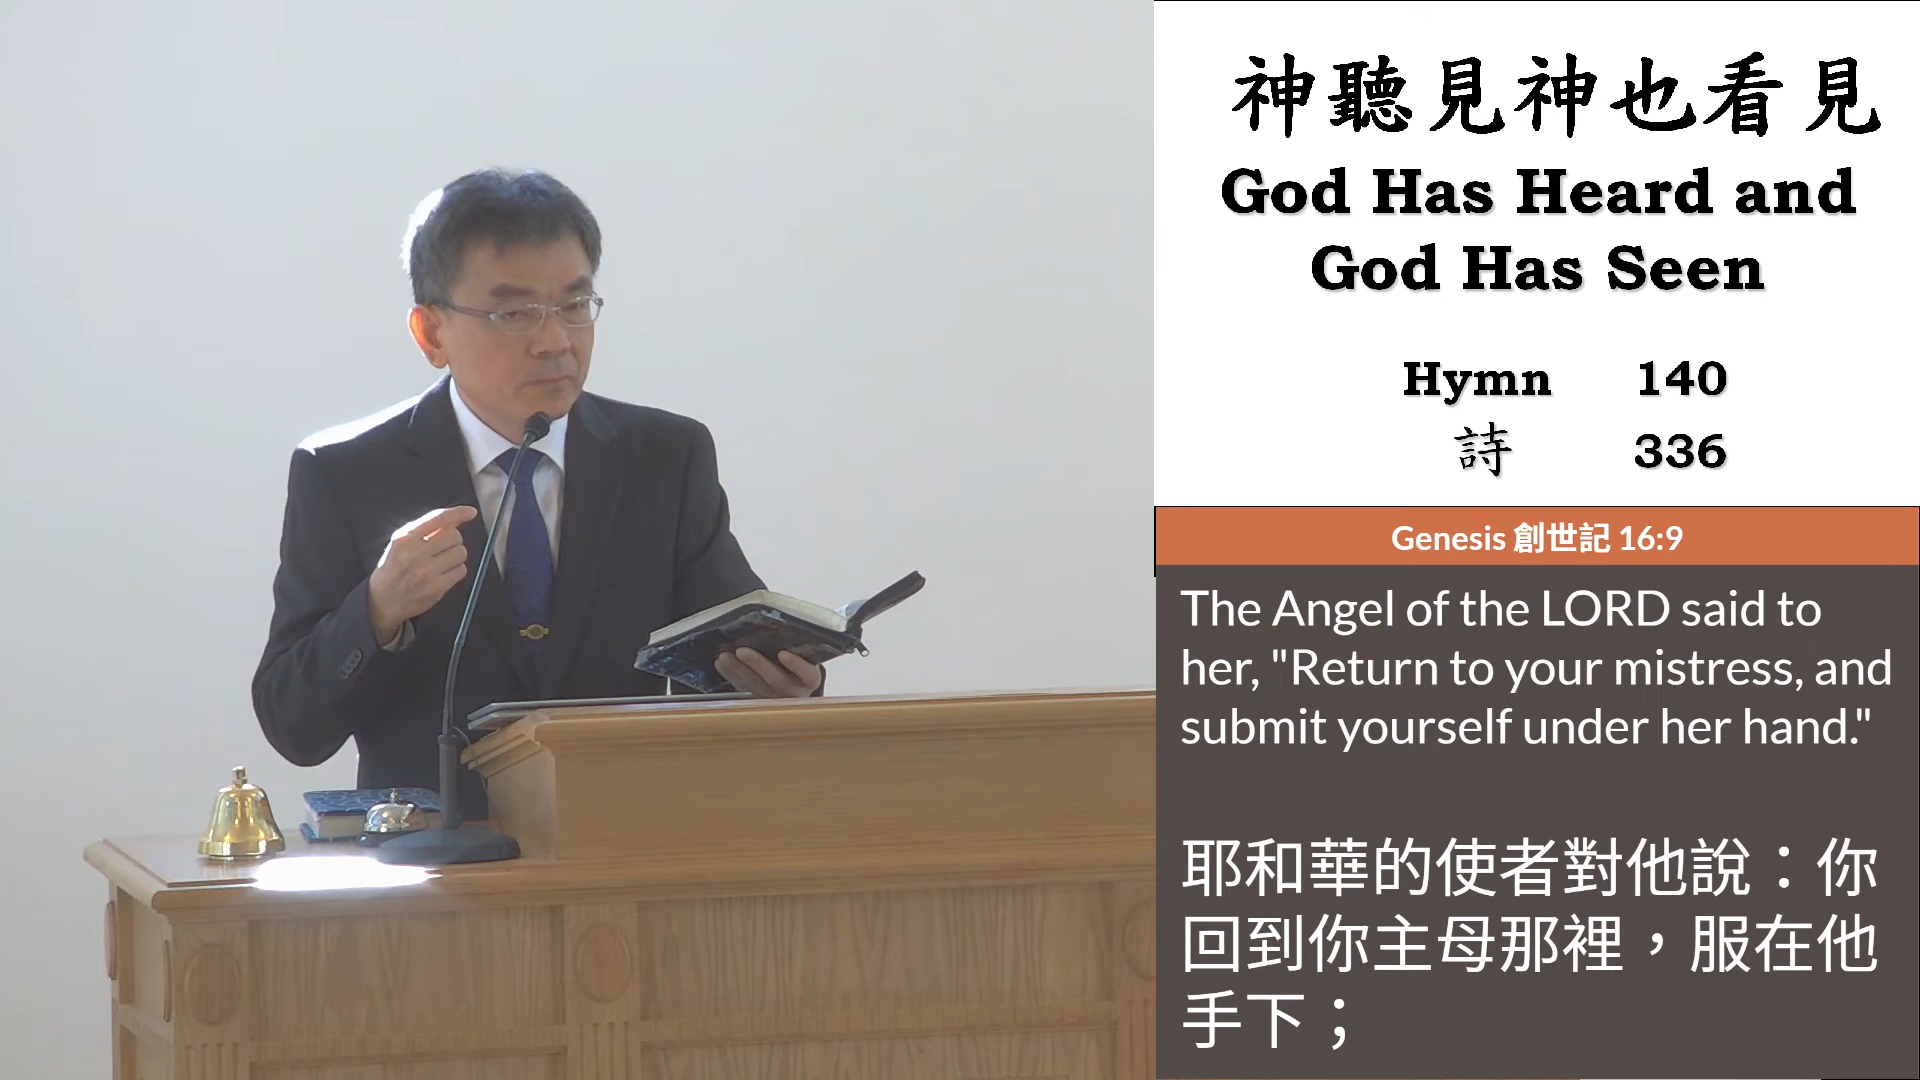 神聽見神也看見
God Has Heard and
God Has Seen
Hymn 140
詩 336
Genesis 創世記 16:9
The Angel of the LORD said to
her, "Return to your mistress, and
submit yourself under her hand."
耶和華的使者對他說：你
回到你主母那裡，服在他
手下；